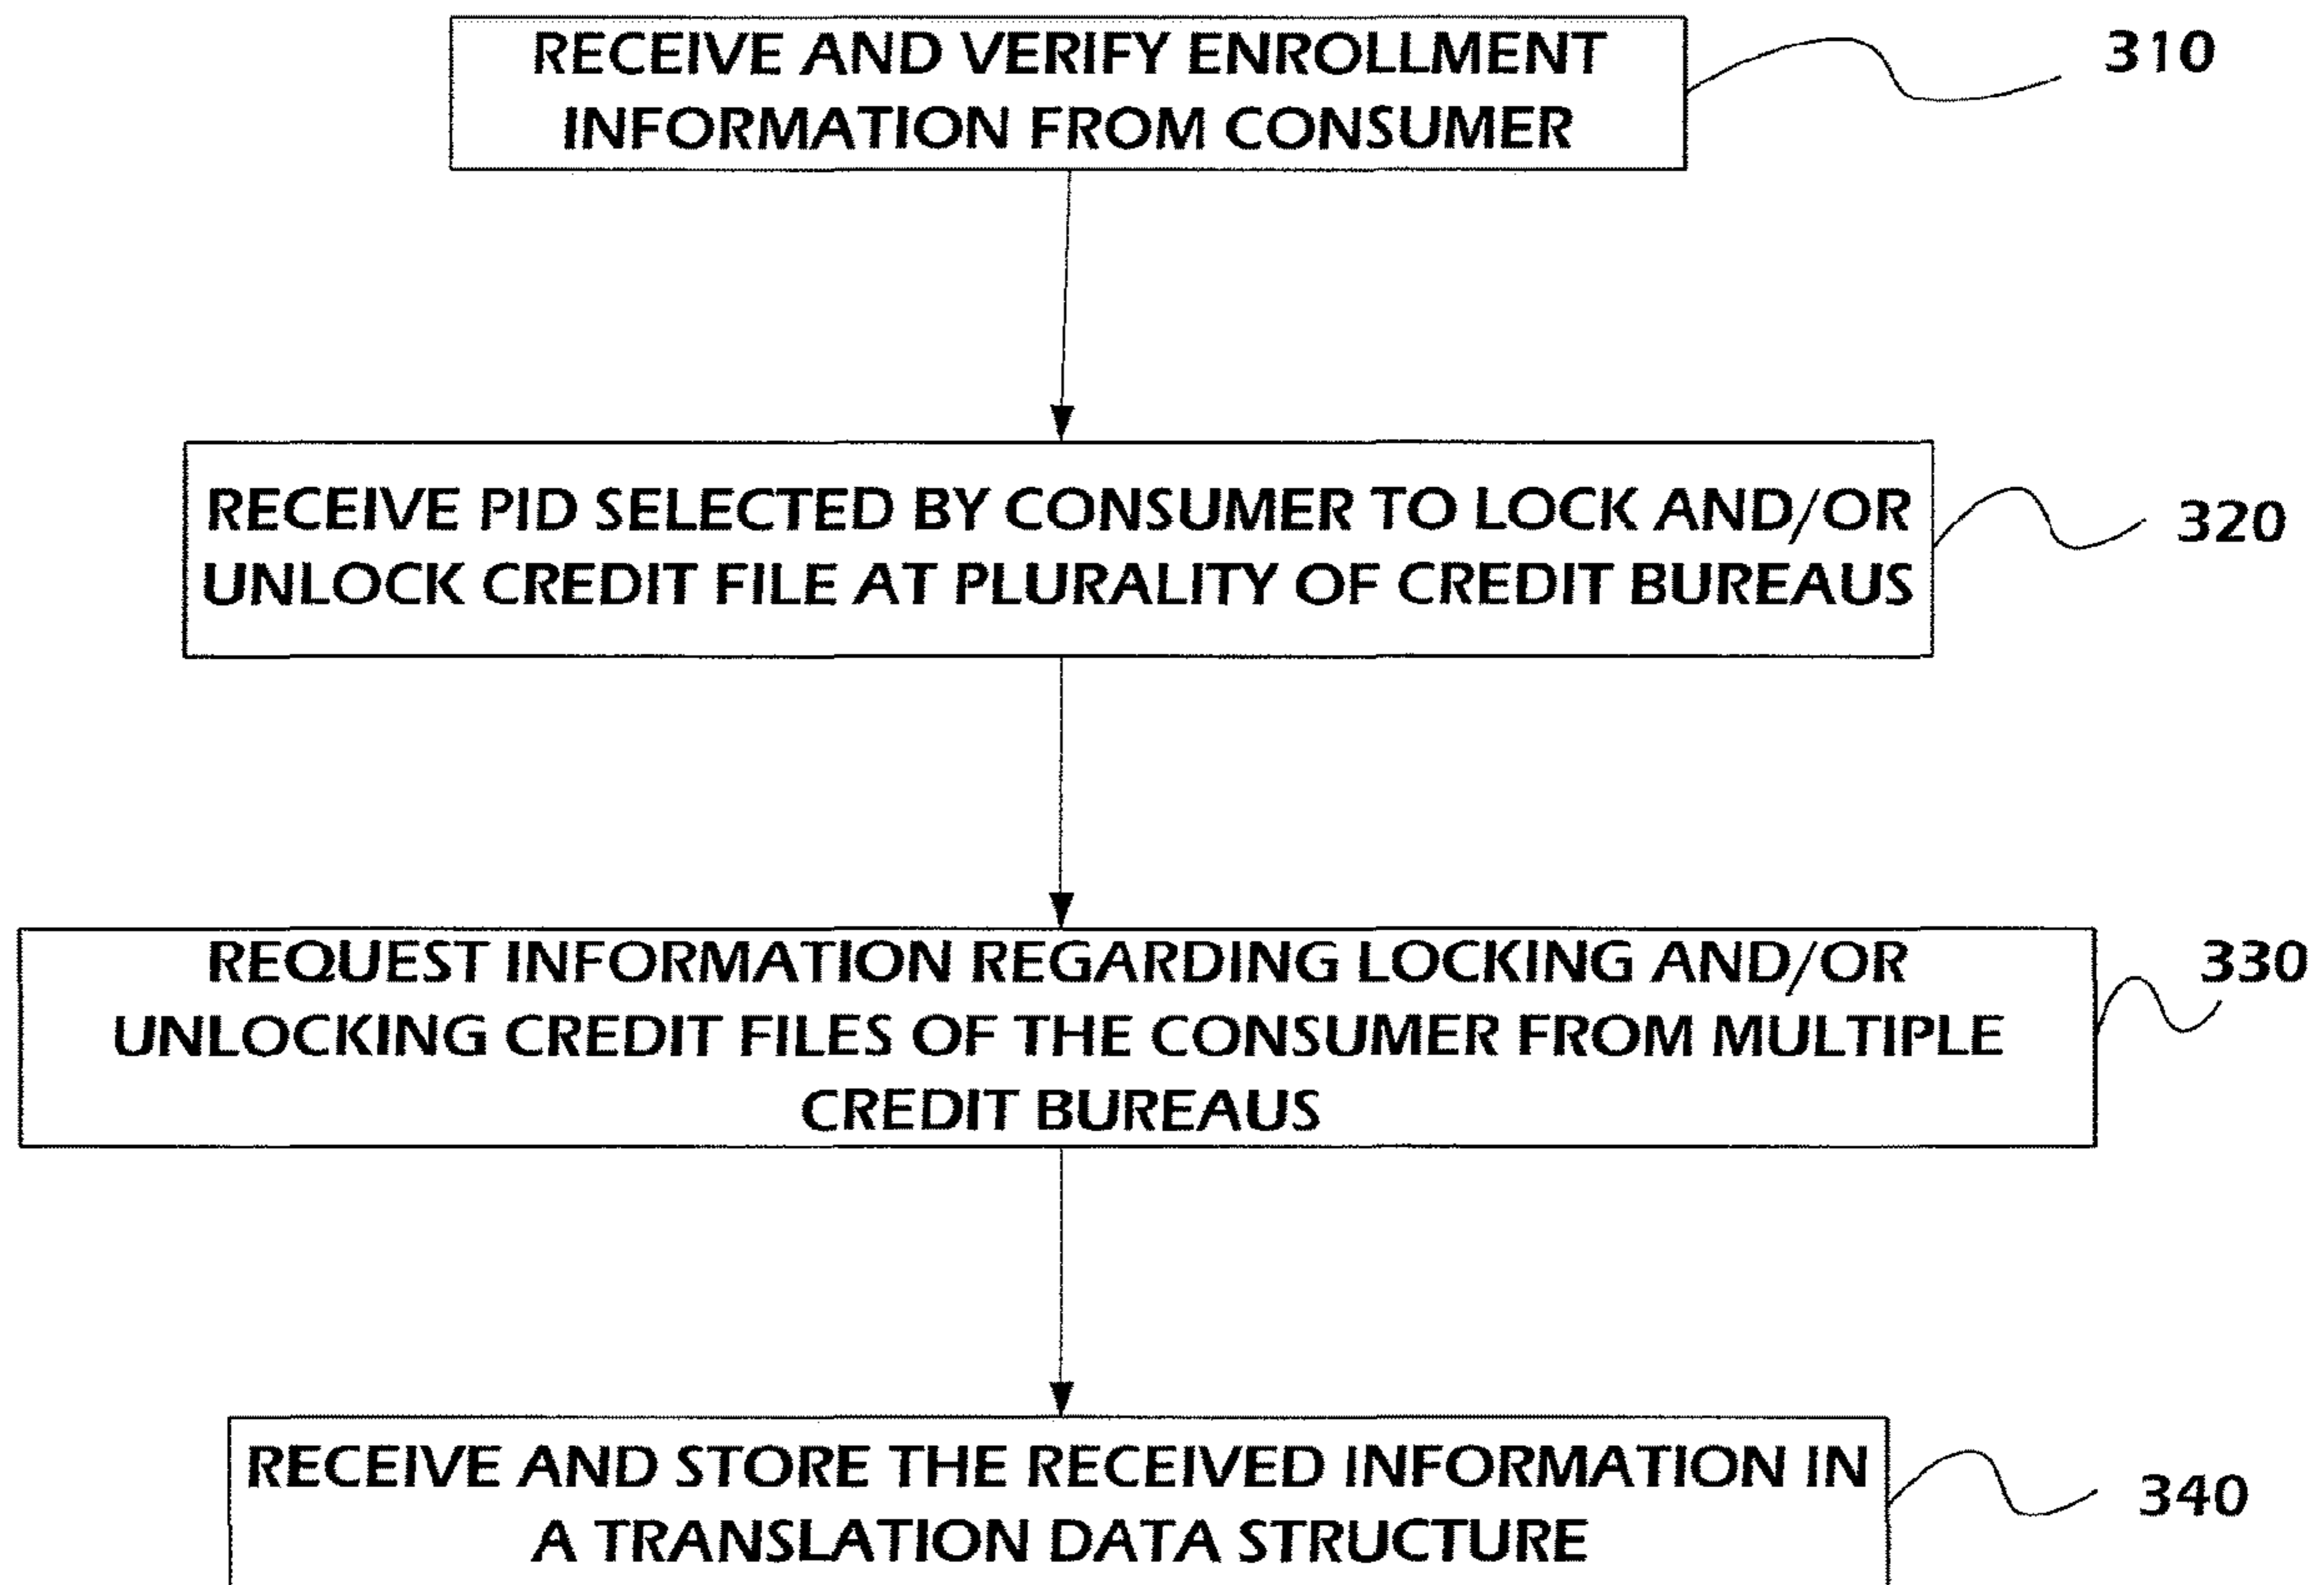 RECEIVE AND VERIFY ENROLLMENT
INFORMATION FROM CONSUMER
310
RECEIVE PID SELECTED BY CONSUMER TO LOCK AND/OR
UNLOCK CREDIT FILE AT PLURALITY OF CREDIT BUREAUS
320
REQUEST INFORMATION REGARDING LOCKING AND/OR
UNLOCKING CREDIT FILES OF THE CONSUMER FROM MULTIPLE
CREDIT BUREAUS
330
RECEIVE AND STORE THE RECEIVED INFORMATION IN
A TRANSLATION DATA STRUCTURE
340